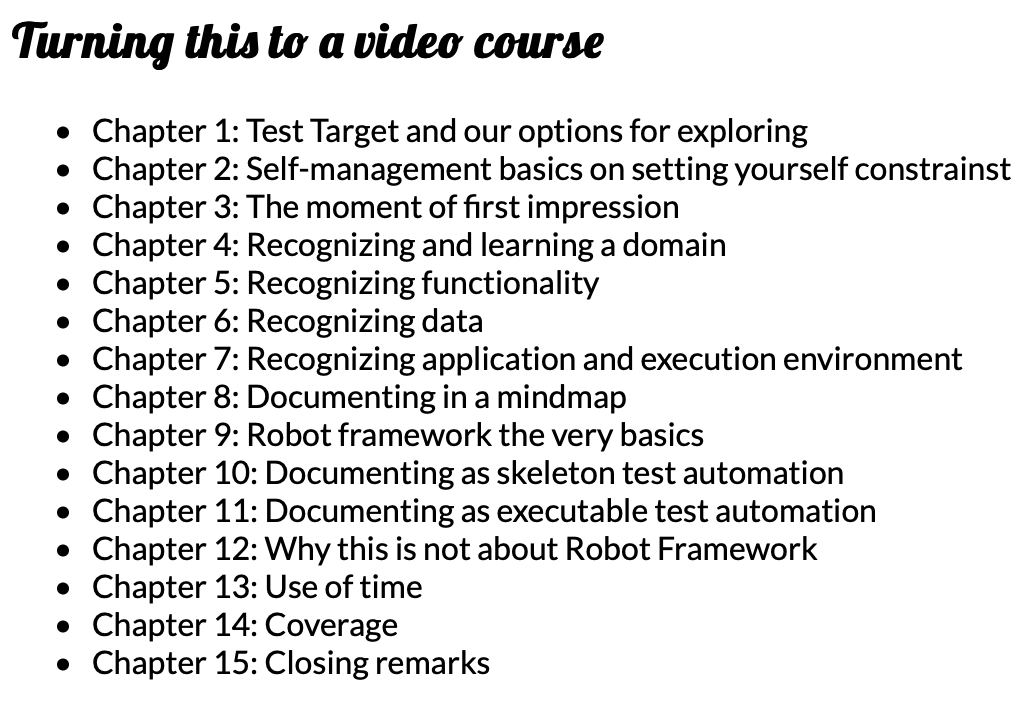 Turning this to a video course
• Chapter 1: Test Target and our options for exploring
• Chapter 2: Self-management basics on setting yourself constrainst
• Chapter 3: The moment of first impression
• Chapter 4: Recognizing and learning a domain
• Chapter 5: Recognizing functionality
• Chapter 6: Recognizing data
• Chapter 7: Recognizing application and execution environment
• Chapter 8: Documenting in a mindmap
• Chapter 9: Robot framework the very basics
• Chapter 10: Documenting as skeleton test automation
• Chapter 11: Documenting as executable test automation
• Chapter 12: Why this is not about Robot Framework
• Chapter 13: Use of time
• Chapter 14: Coverage
• Chapter 15: Closing remarks